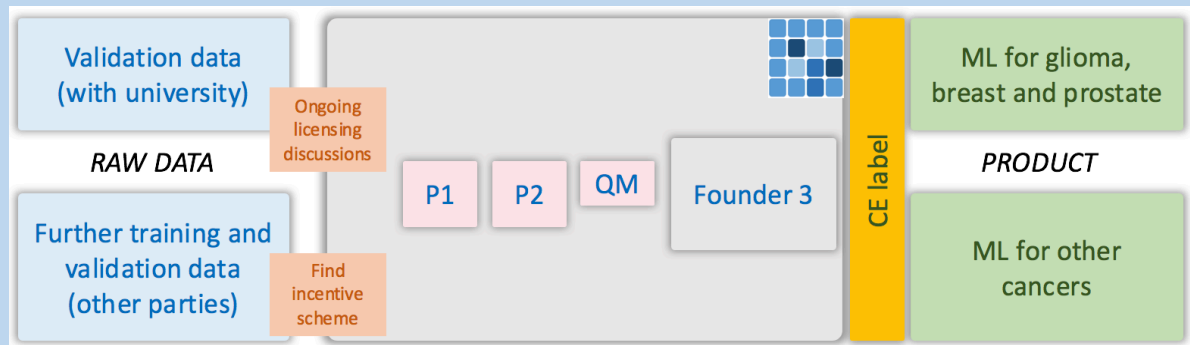 Validation data
(with university)
Ongoing
licensing
discussions
RAW DATA
Further training and
validation data
(other parties)
Find
incentive
scheme
P1
P2
QM
Founder 3
CE label
ML for glioma,
breast and prostate
PRODUCT
ML for other
cancers